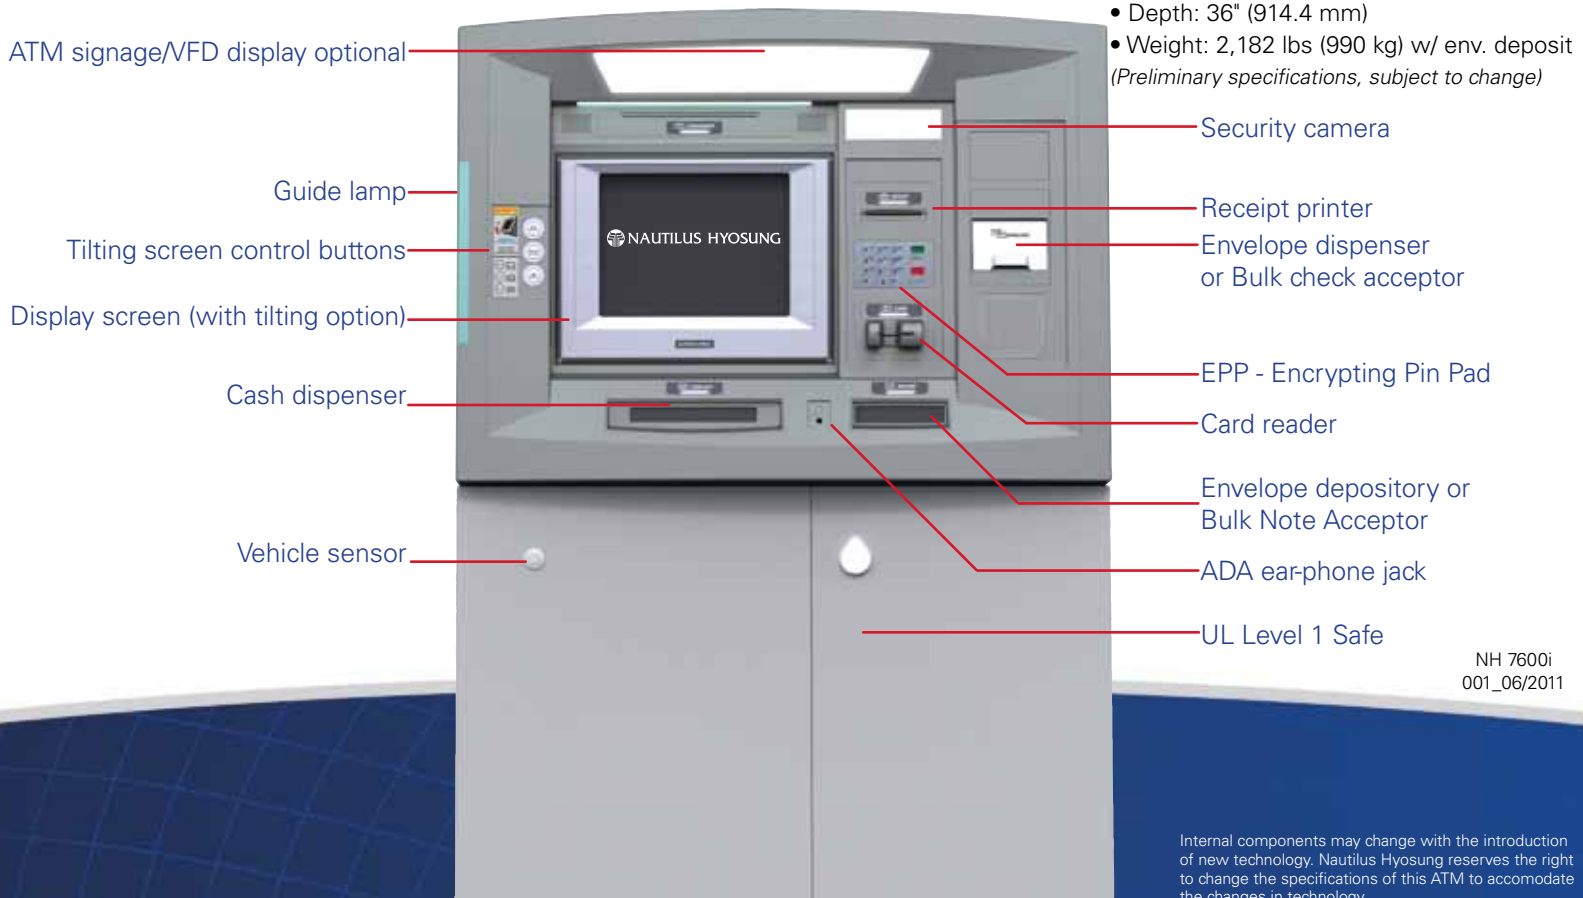 • Depth: 36" (914.4 mm)
• Weight: 2,182 lbs (990 kg) w/ env. deposit
(Preliminary specifications, subject to change)
ATM signage/VFD display optional
Guide lamp
Tilting screen control buttons
Display screen (with tilting option)
Cash dispenser
Vehicle sensor
NAUTILUS HYOSUNG
Security camera
Receipt printer
Envelope dispenser
or Bulk check acceptor
EPP - Encrypting Pin Pad
Card reader
Envelope depository or
Bulk Note Acceptor
ADA ear-phone jack
UL Level 1 Safe
NH 7600i
001_06/2011
Internal components may change with the introduction
of new technology. Nautilus Hyosung reserves the right
to change the specifications of this ATM to accomodate
the changes in technology.